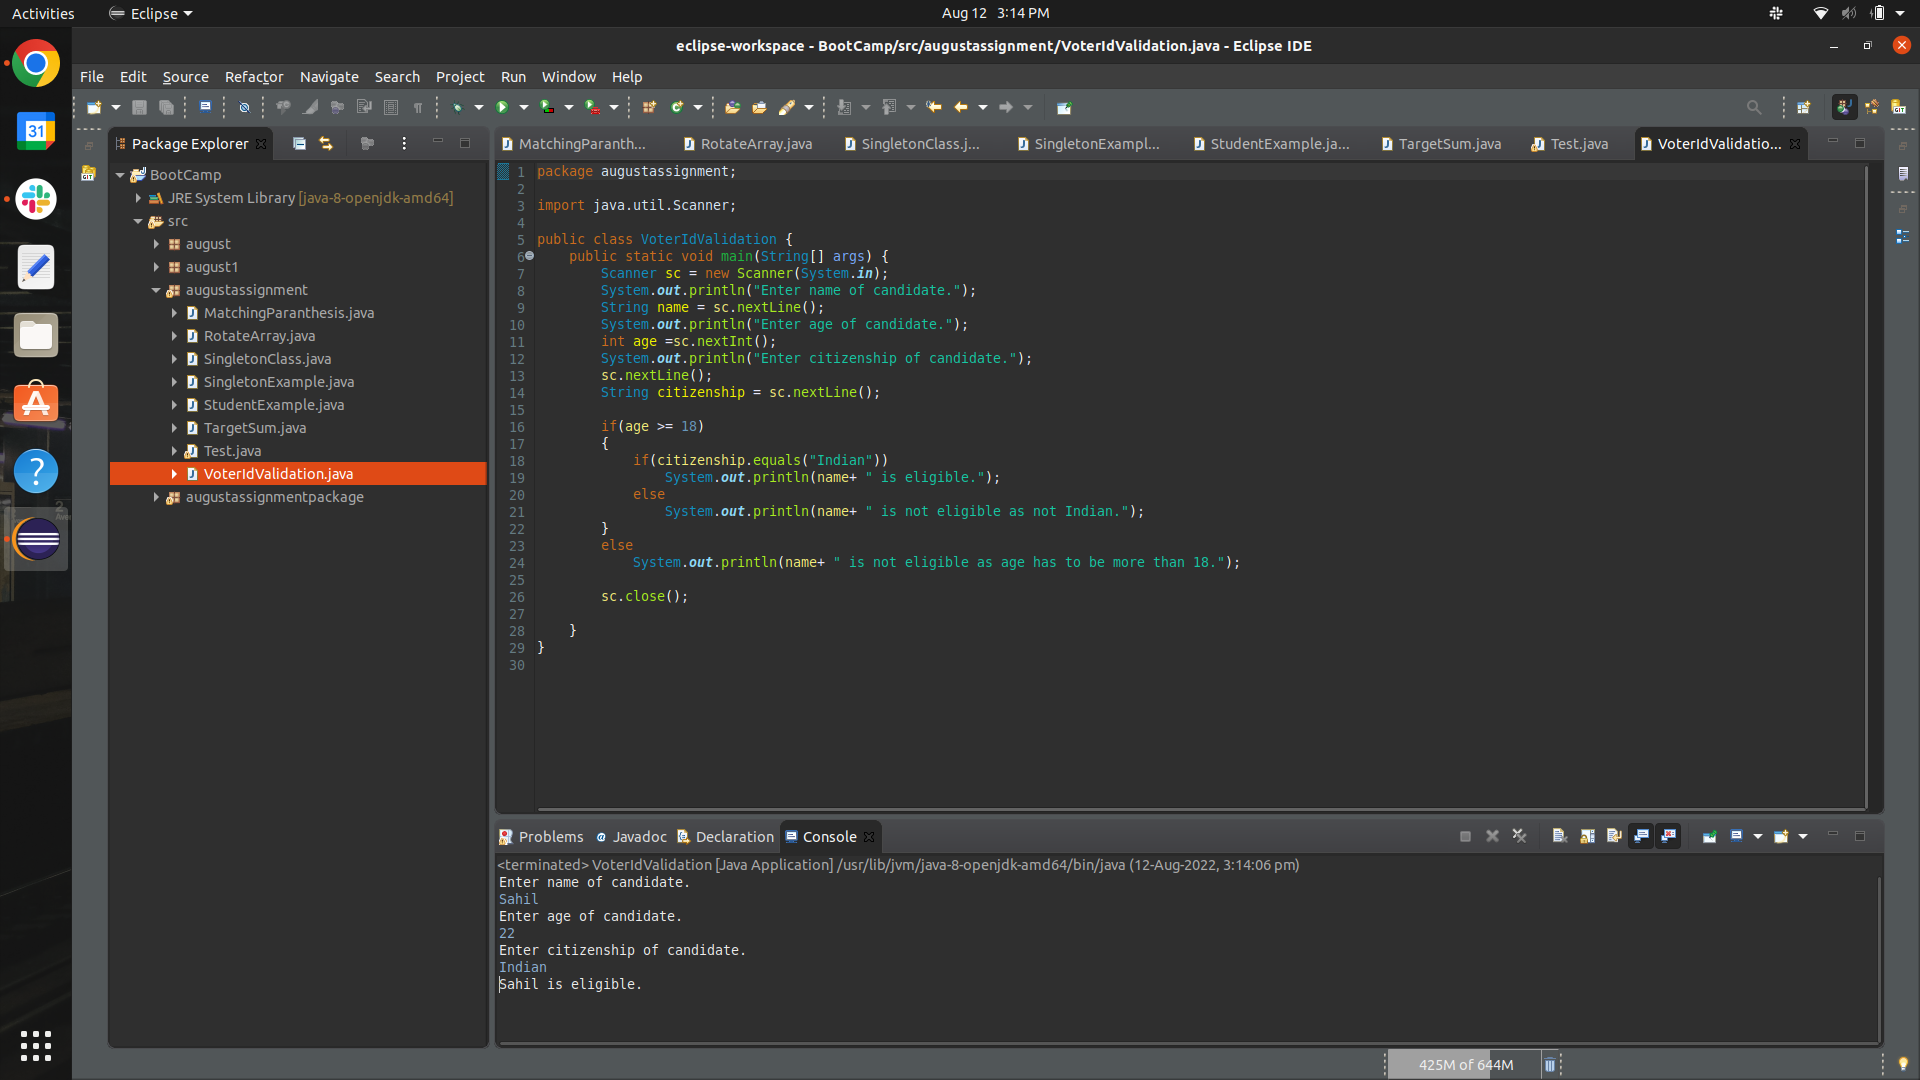 Activities Eclipse Aug 12 3:14 PM
eclipse-workspace - BootCamp/src/augustassignment/VoterIdValidation.java - Eclipse IDE
File Edit Source Refactor Navigate Search Project Run Window Help
31
Package Explorer
BootCamp
JRE System Library [java-8-openjdk-amd64]
src
august
august1
augustassignment
MatchingParanthesis.java
RotateArray.java
SingletonClass.java
SingletonExample.java
StudentExample.java
TargetSum.java
Test.java
VoterIdValidation.java
augustassignmentpackage
MatchingParanth... RotateArray.java SingletonClass.j... SingletonExampl... StudentExample.ja... TargetSum.java Test.java VoterIdValidatio...
1 package augustassignment;
2
3 import java.util.Scanner;
4
5 public class VoterIdValidation {
6 public static void main(String[] args) {
7 Scanner sc = new Scanner(System.in);
8 System.out.println("Enter name of candidate.");
9 String name = sc.nextLine();
10 System.out.println("Enter age of candidate.");
11 int age =sc.nextInt();
12 System.out.println("Enter citizenship of candidate.");
13 sc.nextLine();
14 String citizenship = sc.nextLine();
15
16 if(age >= 18)
17 {
18 if(citizenship.equals("Indian"))
19 System.out.println(name+ " is eligible.");
20 else
21 System.out.println(name+ " is not eligible as not Indian.");
22 }
23 else
24 System.out.println(name+ " is not eligible as age has to be more than 18.");
25
26 sc.close();
27
28 }
29 }
30
Problems Javadoc Declaration Console
<terminated> VoterIdValidation [Java Application] /usr/lib/jvm/java-8-openjdk-amd64/bin/java (12-Aug-2022, 3:14:06 pm)
Enter name of candidate.
Sahil
Enter age of candidate.
22
Enter citizenship of candidate.
Indian
Sahil is eligible.
425M of 644M